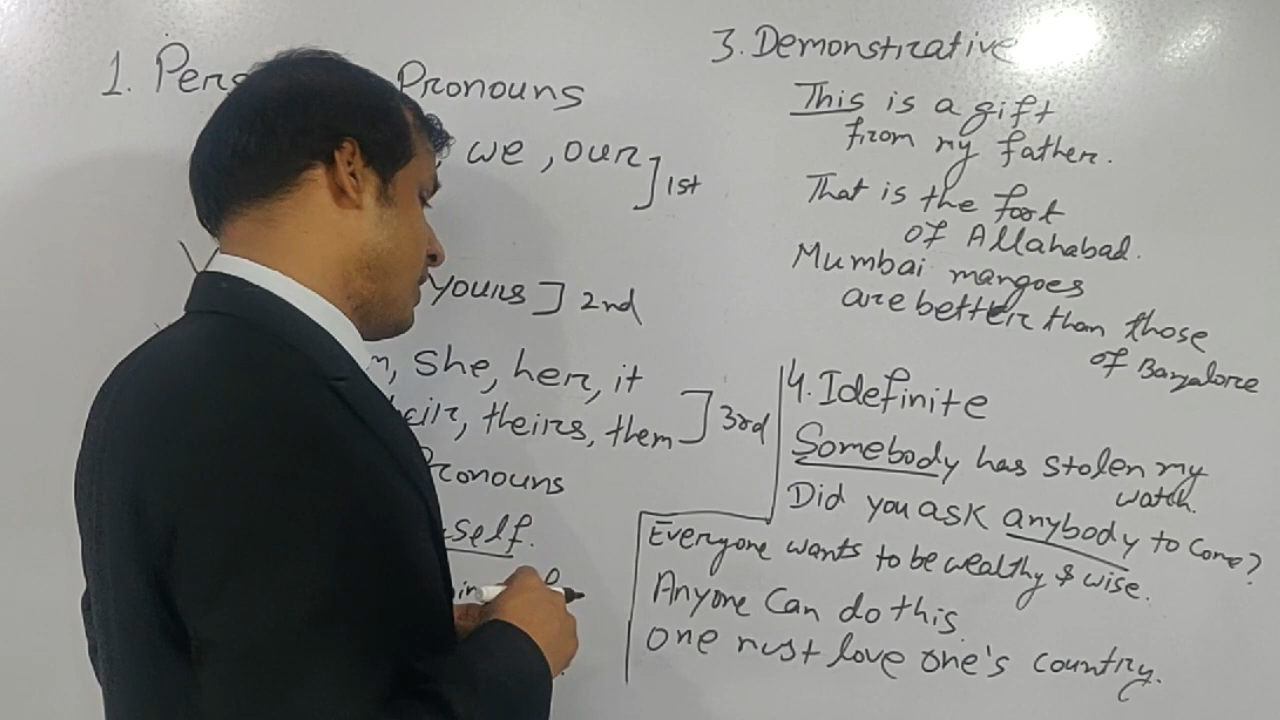 1. Pers Pronouns
we, our ] 1st
yours ] 2nd
m, She, her, it
eir, theirs, them ] 3rd
Pronouns
self.
3. Demonstrative
This is a gift
from my father.
That is the foot
of Allahabad.
Mumbai mangoes
are better than those
of Bangalore
4. Idefinite
Somebody has stolen my
watch.
Did you ask anybody to come?
Everyone wants to be wealthy & wise.
Anyone Can do this
One must love one's country.